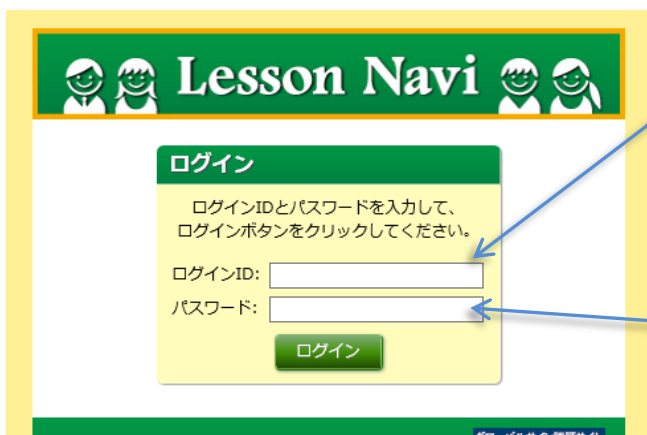 Lesson Navi
ログイン
ログインIDとパスワードを入力して、
ログインボタンをクリックしてください。
ログインID:
パスワード:
ログイン